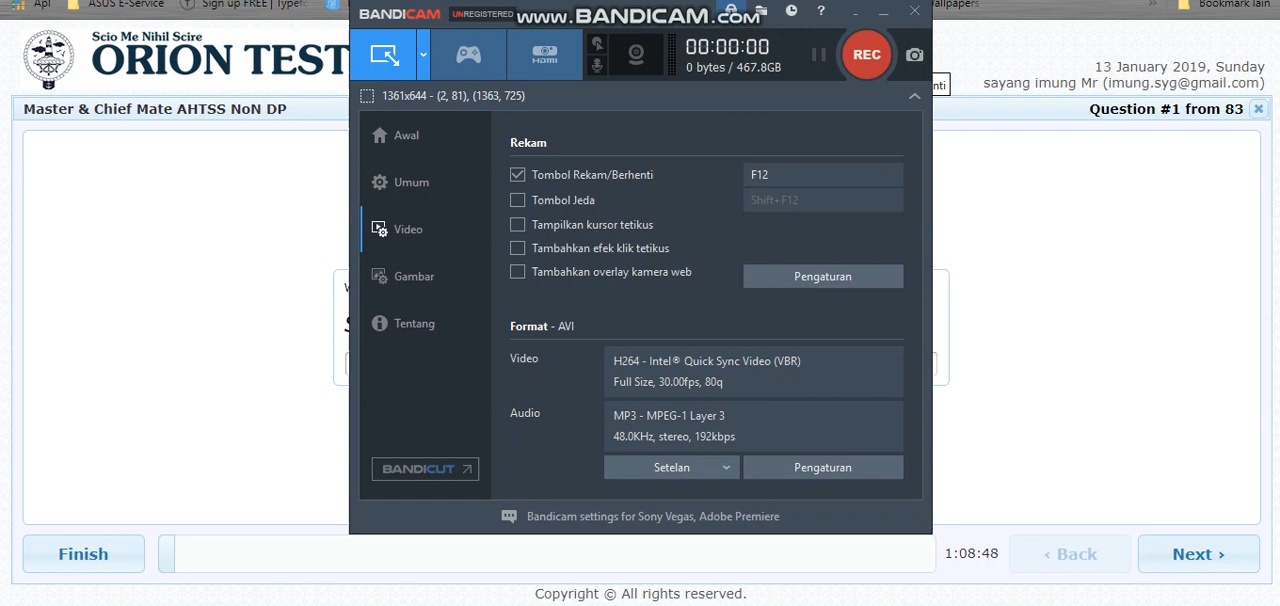 Apl
ASUS E-Service
Sign up FREE | Typet
allpapers
Bookmark lain
BANDICAM UNREGISTERED
www.BANDICAM.com
Scio Me Nihil Scire
ORION TEST
HDMI
00:00:00
0 bytes / 467.8GB
REC
13 January 2019, Sunday
sayang imung Mr (imung.syg@gmail.com)
nti
Master & Chief Mate AHTSS NoN DP
1361x644 - (2, 81), (1363, 725)
Question #1 from 83
Awal
Umum
Video
Gambar
Tentang
BANDICUT
Rekam
Tombol Rekam/Berhenti
F12
Tombol Jeda
Shift+F12
Tampilkan kursor tetikus
Tambahkan efek klik tetikus
Tambahkan overlay kamera web
Pengaturan
Format - AVI
Video
H264 - Intel® Quick Sync Video (VBR)
Full Size, 30.00fps, 80q
Audio
MP3 - MPEG-1 Layer 3
48.0KHz, stereo, 192kbps
Setelan
Pengaturan
Bandicam settings for Sony Vegas, Adobe Premiere
Finish
1:08:48
‹ Back
Next ›
Copyright © All rights reserved.